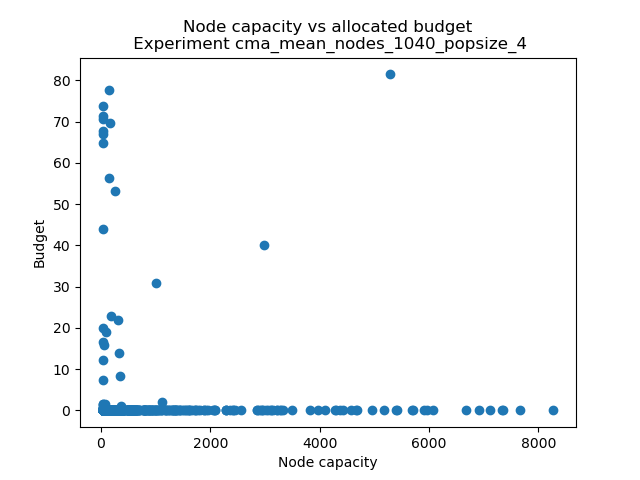 Node capacity vs allocated budget
Experiment cma_mean_nodes_1040_popsize_4
80
70
60
50
40
30
20
10
0
Budget
0 2000 4000 6000 8000
Node capacity